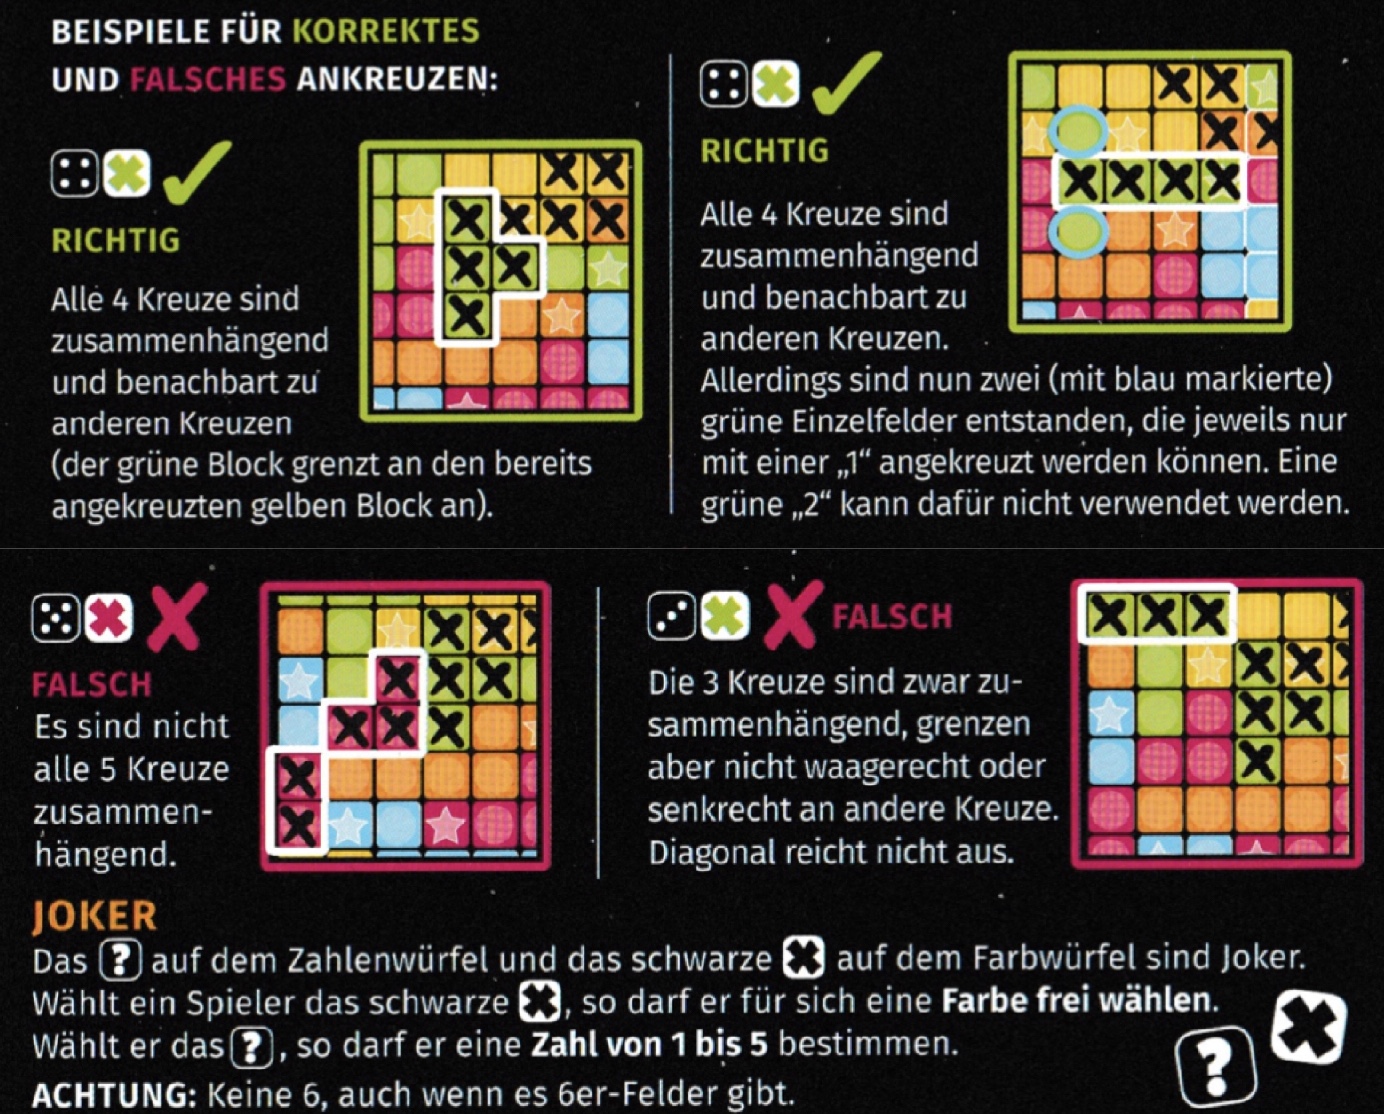 BEISPIELE FÜR KORREKTES
UND FALSCHES ANKREUZEN:
RICHTIG
Alle 4 Kreuze sind
zusammenhängend
und benachbart zu
anderen Kreuzen
(der grüne Block grenzt an den bereits
angekreuzten gelben Block an).
RICHTIG
Alle 4 Kreuze sind
zusammenhängend
und benachbart zu
anderen Kreuzen.
Allerdings sind nun zwei (mit blau markierte)
grüne Einzelfelder entstanden, die jeweils nur
mit einer „1“ angekreuzt werden können. Eine
grüne „2“ kann dafür nicht verwendet werden.
FALSCH
Es sind nicht
alle 5 Kreuze
zusammen-
hängend.
FALSCH
Die 3 Kreuze sind zwar zu-
sammenhängend, grenzen
aber nicht waagerecht oder
senkrecht an andere Kreuze.
Diagonal reicht nicht aus.
JOKER
Das ? auf dem Zahlenwürfel und das schwarze X auf dem Farbwürfel sind Joker.
Wählt ein Spieler das schwarze X, so darf er für sich eine Farbe frei wählen.
Wählt er das ?, so darf er eine Zahl von 1 bis 5 bestimmen.
ACHTUNG: Keine 6, auch wenn es 6er-Felder gibt.
?